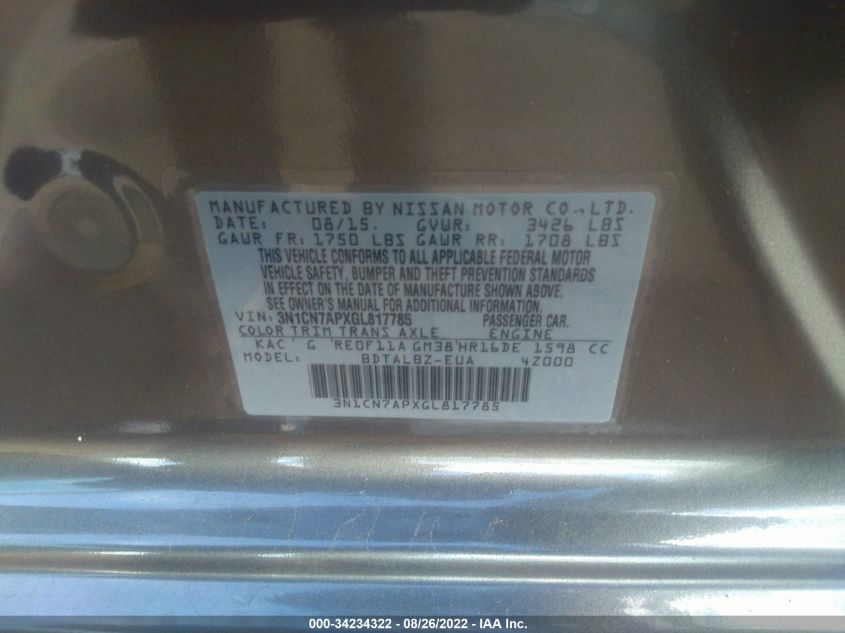 MANUFACTURED BY NISSAN MOTOR CO.,LTD.
DATE: 08/15. GVWR: 3426 LBS
GAWR FR: 1750 LBS GAWR RR: 1708 LBS
THIS VEHICLE CONFORMS TO ALL APPLICABLE FEDERAL MOTOR
VEHICLE SAFETY, BUMPER AND THEFT PREVENTION STANDARDS
IN EFFECT ON THE DATE OF MANUFACTURE SHOWN ABOVE.
SEE OWNER'S MANUAL FOR ADDITIONAL INFORMATION.
VIN: 3N1CN7APXGL817785 PASSENGER CAR.
COLOR TRIM TRANS AXLE ENGINE
KAC G RE0F11A GM38 HR16DE 1598 CC
MODEL: BDTALBZ-EUA 4Z000
3N1CN7APXGL817785
000-34234322 - 08/26/2022 - IAA Inc.